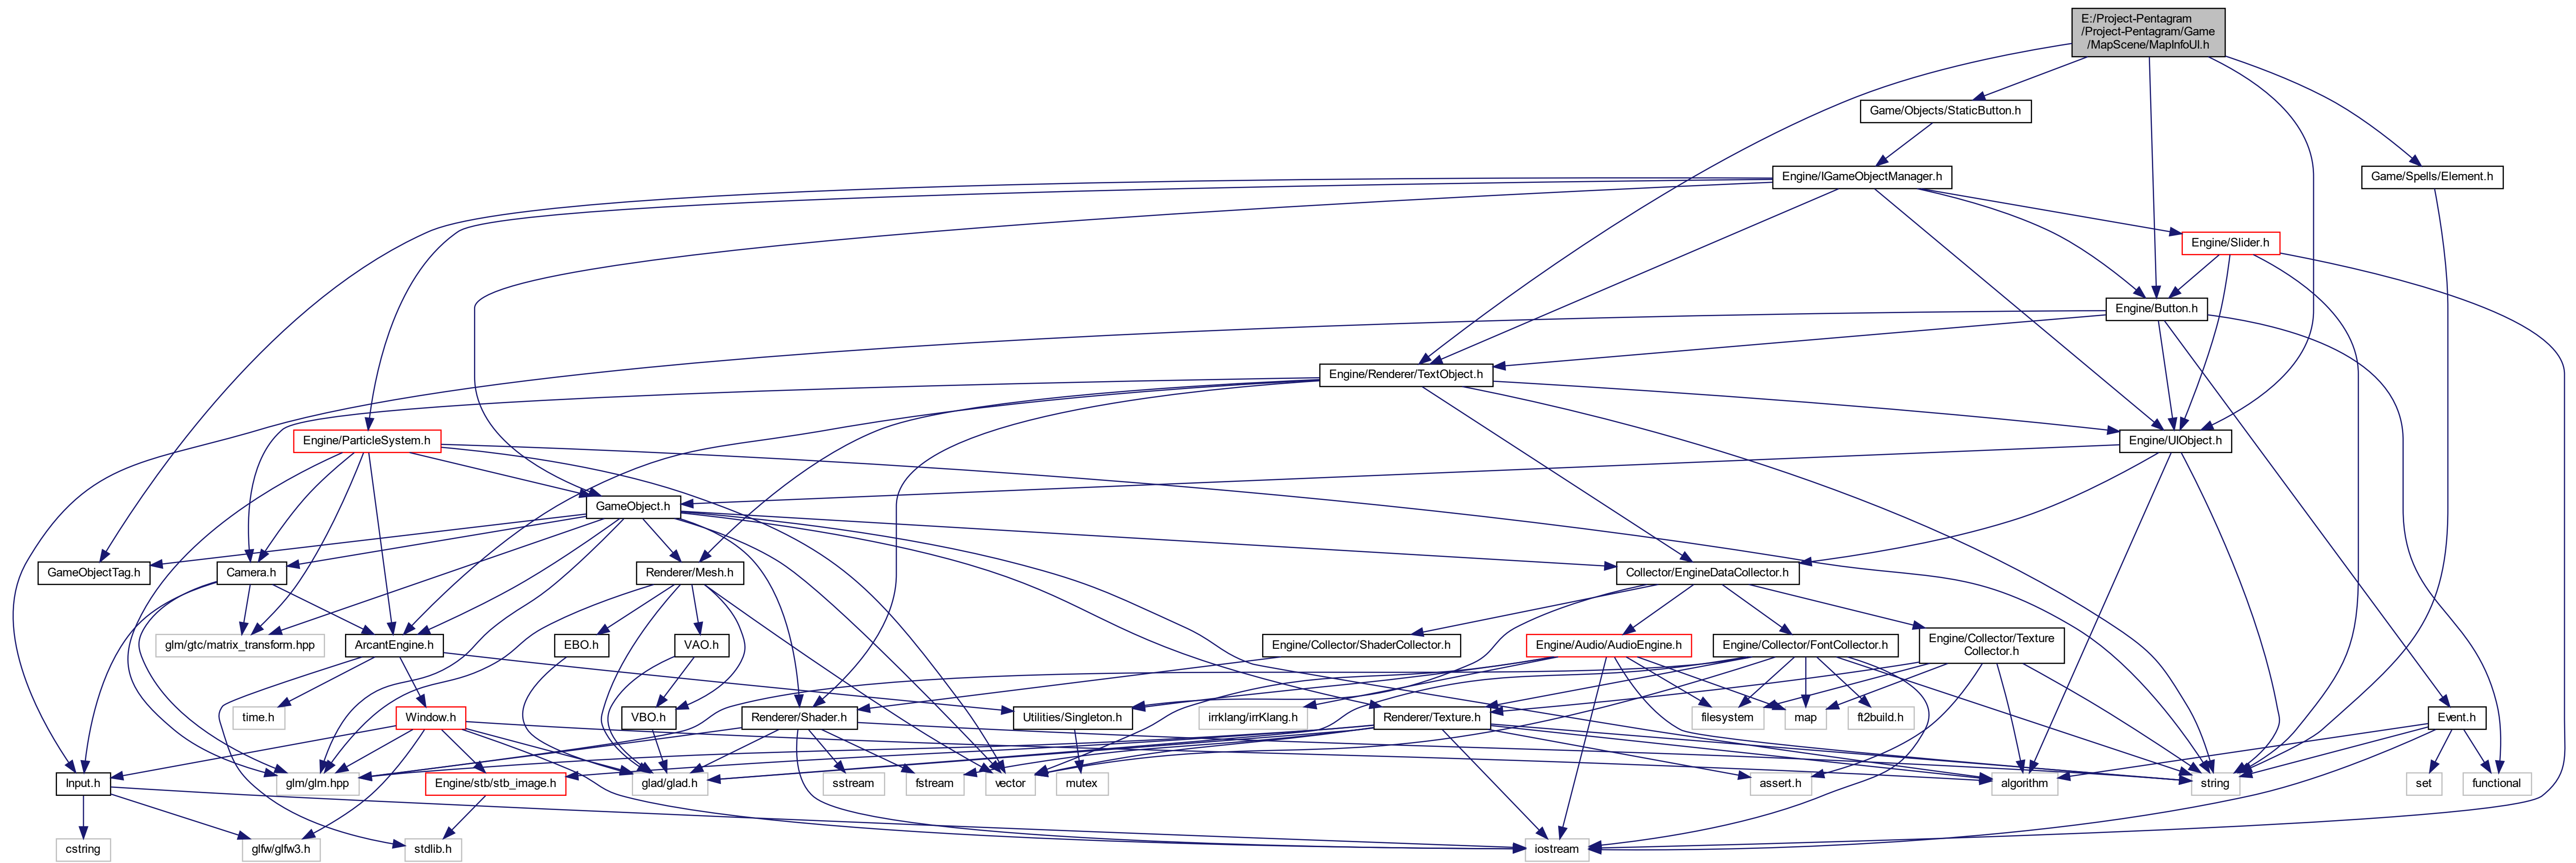 E:/Project-Pentagram
/Project-Pentagram/Game
/MapScene/MapInfoUI.h
Game/Objects/StaticButton.h
Engine/IGameObjectManager.h
Game/Spells/Element.h
Engine/Slider.h
Engine/Button.h
Engine/Renderer/TextObject.h
Engine/ParticleSystem.h
Engine/UIObject.h
GameObject.h
GameObjectTag.h
Camera.h
Renderer/Mesh.h
Collector/EngineDataCollector.h
glm/gtc/matrix_transform.hpp
ArcantEngine.h
EBO.h
VAO.h
Engine/Collector/ShaderCollector.h
Engine/Audio/AudioEngine.h
Engine/Collector/FontCollector.h
Engine/Collector/Texture
Collector.h
time.h
Window.h
VBO.h
Renderer/Shader.h
Utilities/Singleton.h
irrklang/irrKlang.h
Renderer/Texture.h
filesystem
map
ft2build.h
Event.h
Input.h
glm/glm.hpp
Engine/stb/stb_image.h
glad/glad.h
sstream
fstream
vector
mutex
assert.h
algorithm
string
set
functional
cstring
glfw/glfw3.h
stdlib.h
iostream